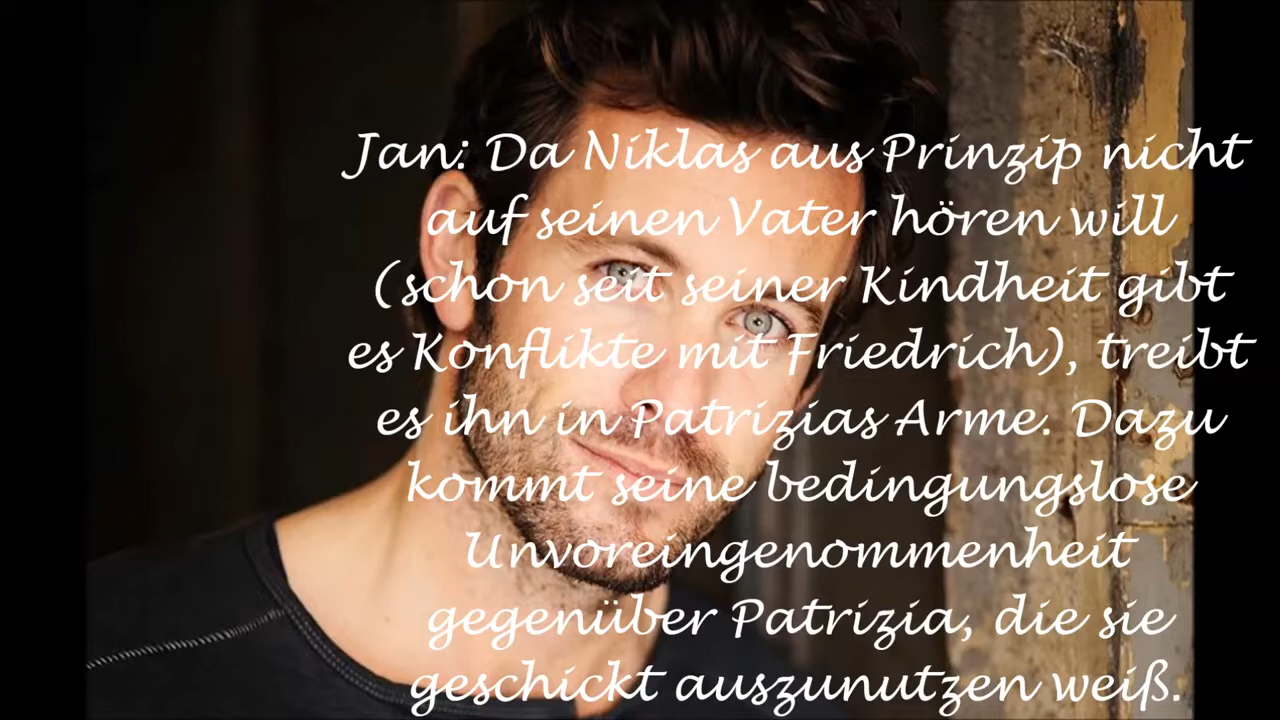 Jan: Da Niklas aus Prinzip nicht
auf seinen Vater hören will
(schon seit seiner Kindheit gibt
es Konflikte mit Friedrich), treibt
es ihn in Patrizias Arme. Dazu
kommt seine bedingungslose
Unvoreingenommenheit
gegenüber Patrizia, die sie
geschickt auszunutzen weiß.